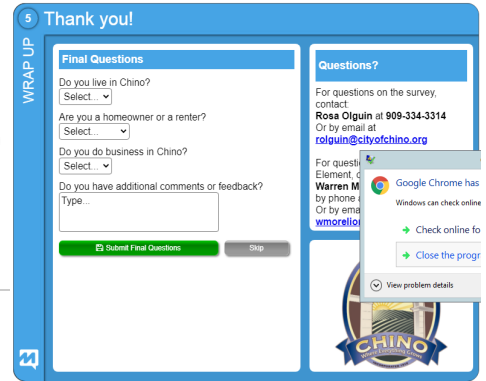 5 Thank you!
WRAP UP
Final Questions
Do you live in Chino?
Select...
Are you a homeowner or a renter?
Select...
Do you do business in Chino?
Select...
Do you have additional comments or feedback?
Type...
Submit Final Questions Skip
Questions?
For questions on the survey,
contact:
Rosa Olguin at 909-334-3314
Or by email at
rolguin@cityofchino.org
For questi
Element, 
Warren M
by phone
Or by ema
wmorelio
Google Chrome has
Windows can check online
Check online fo
Close the progr
View problem details
CHINO
Where Everything Grows